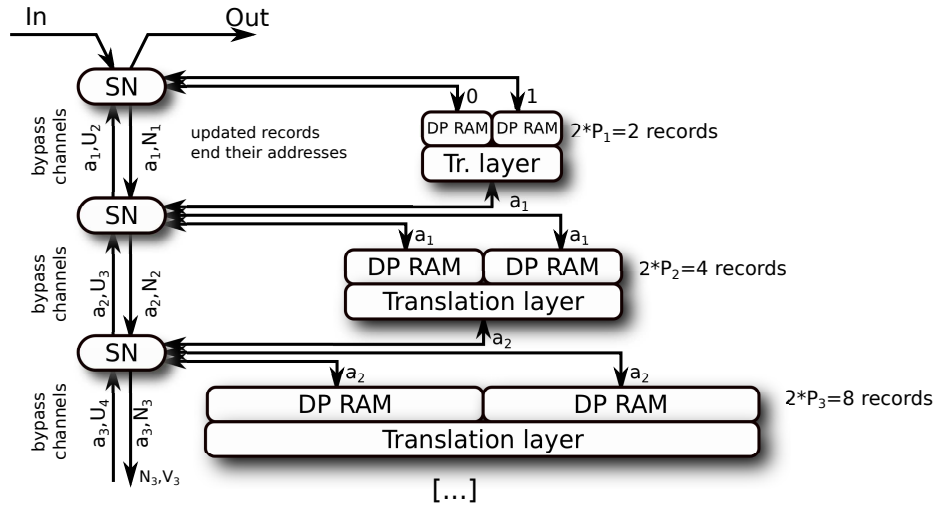 In
Out
SN
0
1
DP RAM
DP RAM
2*P₁=2 records
Tr. layer
bypass channels
a₁,U₂
a₁,N₁
updated records
end their addresses
a₁
SN
a₁
a₁
DP RAM
DP RAM
2*P₂=4 records
Translation layer
bypass channels
a₂,U₃
a₂,N₂
a₂
SN
a₂
a₂
DP RAM
DP RAM
2*P₃=8 records
Translation layer
bypass channels
a₃,U₄
a₃,N₃
N₃,V₃
[...]